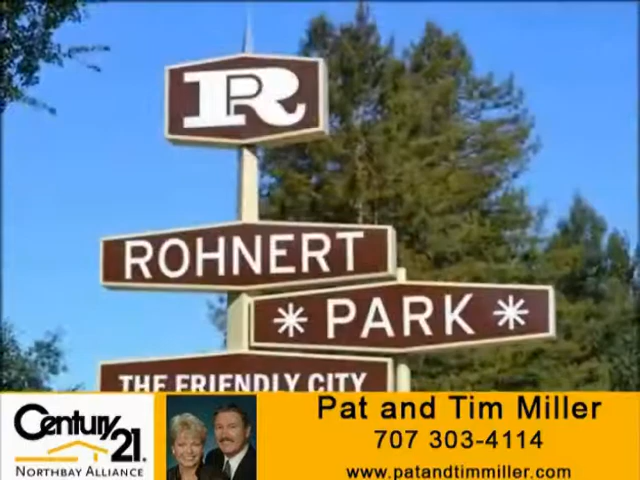 R
P
ROHNERT
* PARK *
THE FRIENDLY CITY
Century 21.
NORTHBAY ALLIANCE
Pat and Tim Miller
707 303-4114
www.patandtimmiller.com